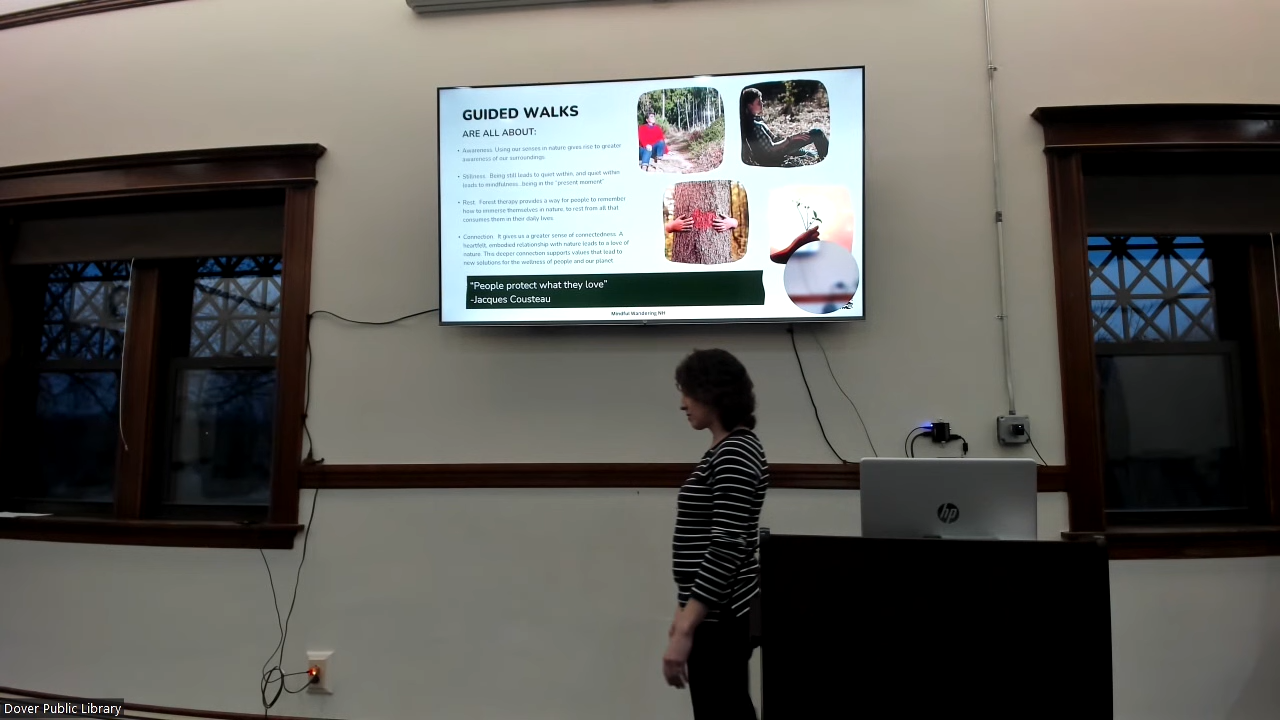 GUIDED WALKS
ARE ALL ABOUT:
• Awareness. Using our senses in nature gives rise to greater
awareness of our surroundings.
• Stillness. Being still leads to quiet within, and quiet within
leads to mindfulness...being in the "present moment"
• Rest. Forest therapy provides a way for people to remember
how to immerse themselves in nature, to rest from all that
consumes them in their daily lives.
• Connection. It gives us a greater sense of connectedness. A
heartfelt, embodied relationship with nature leads to a love of
nature. This deeper connection supports values that lead to
new solutions for the wellness of people and our planet.
"People protect what they love"
-Jacques Cousteau
Mindful Wandering NH
hp
Dover Public Library